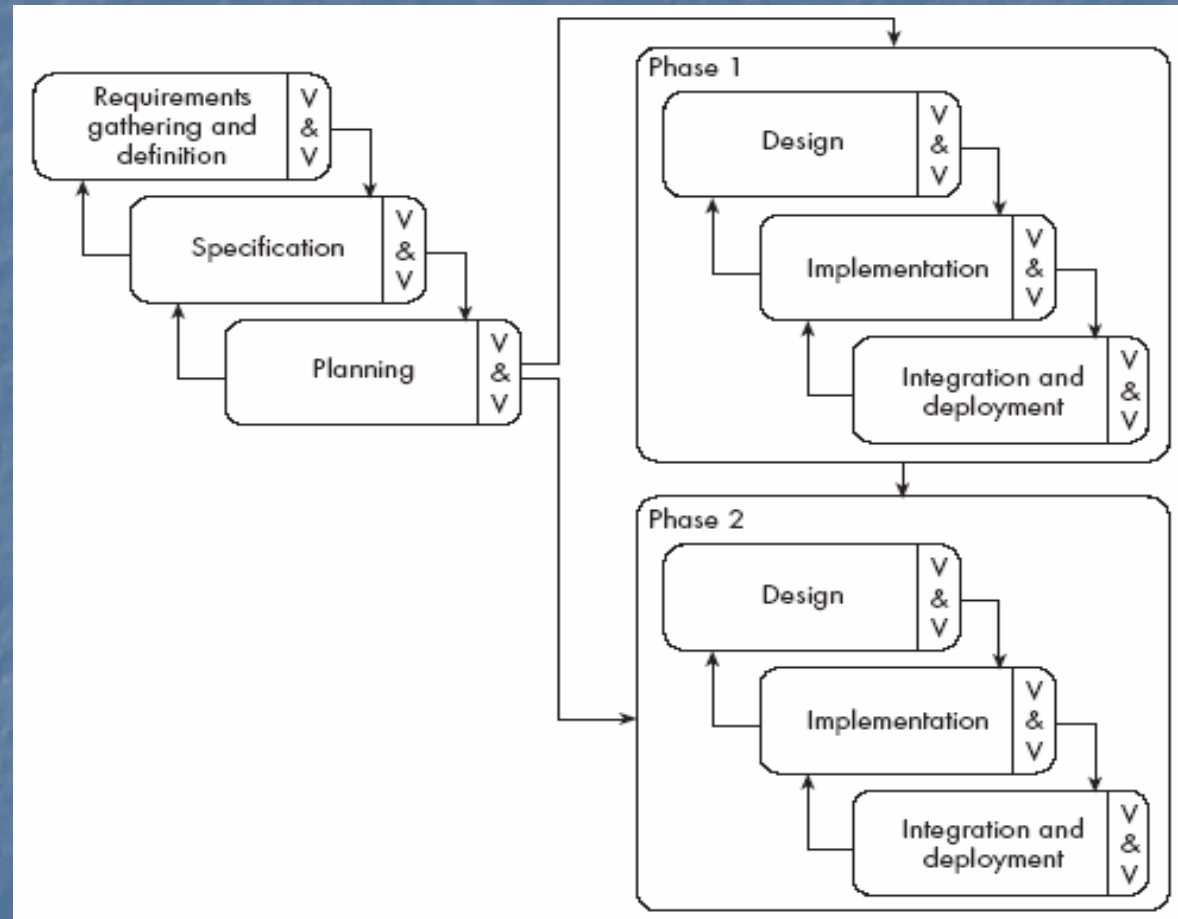 Requirements
gathering and
definition
V
&
V
Specification
V
&
V
Planning
V
&
V
Phase 1
Design
V
&
V
Implementation
V
&
V
Integration and
deployment
V
&
V
Phase 2
Design
V
&
V
Implementation
V
&
V
Integration and
deployment
V
&
V